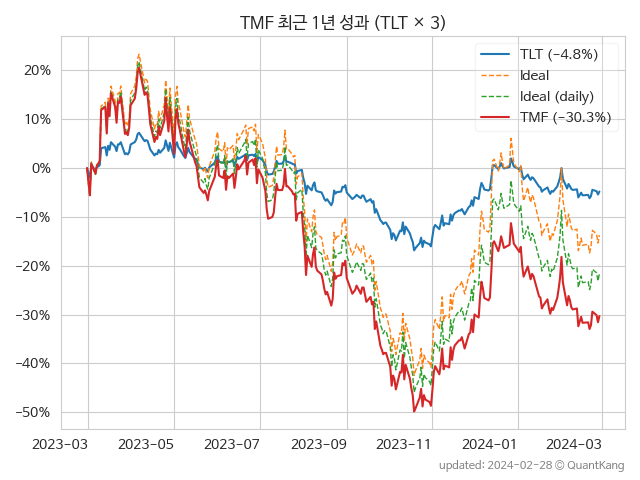 TMF 최근 1년 성과 (TLT × 3)
TLT (−4.8%)
Ideal
Ideal (daily)
TMF (−30.3%)
20%
10%
0%
−10%
−20%
−30%
−40%
−50%
2023-03 2023-05 2023-07 2023-09 2023-11 2024-01 2024-03
updated: 2024-02-28 © QuantKang